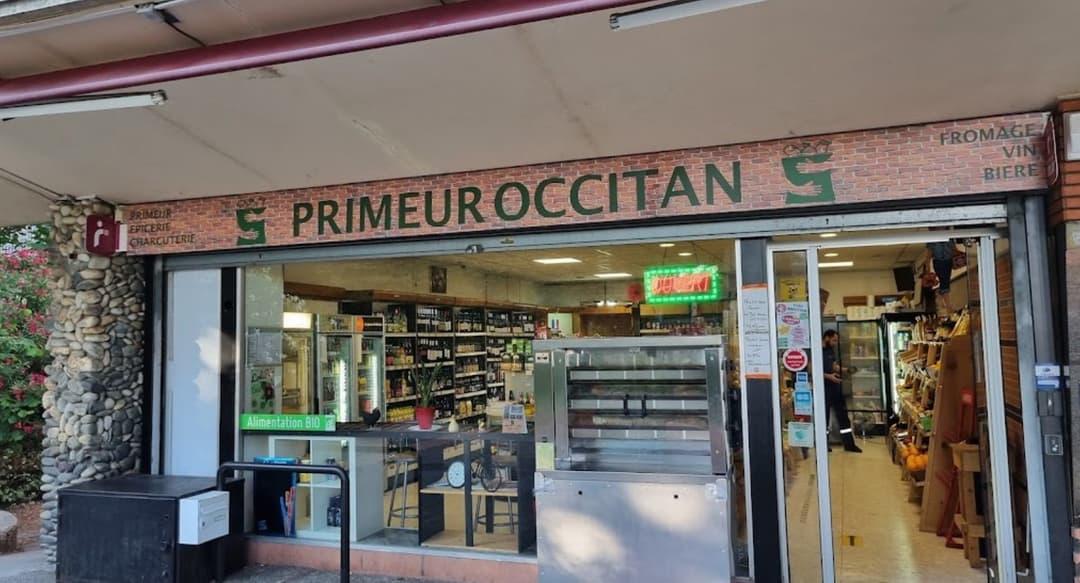 PRIMEUR
EPICERIE
CHARCUTERIE
PRIMEUR OCCITAN
FROMAGE
VIN
BIERE
OUVERT
Alimentation BIO